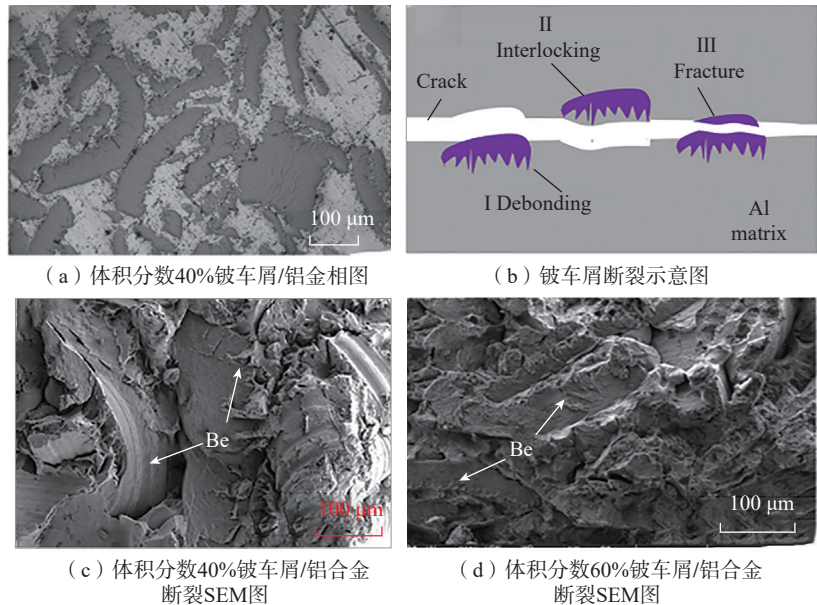 II
Interlocking
III
Fracture
Crack
I Debonding
Al
matrix
100 μm
（a）体积分数40%铍车屑/铝金相图
（b）铍车屑断裂示意图
Be
100 μm
Be
100 μm
（c）体积分数40%铍车屑/铝合金
断裂SEM图
（d）体积分数60%铍车屑/铝合金
断裂SEM图